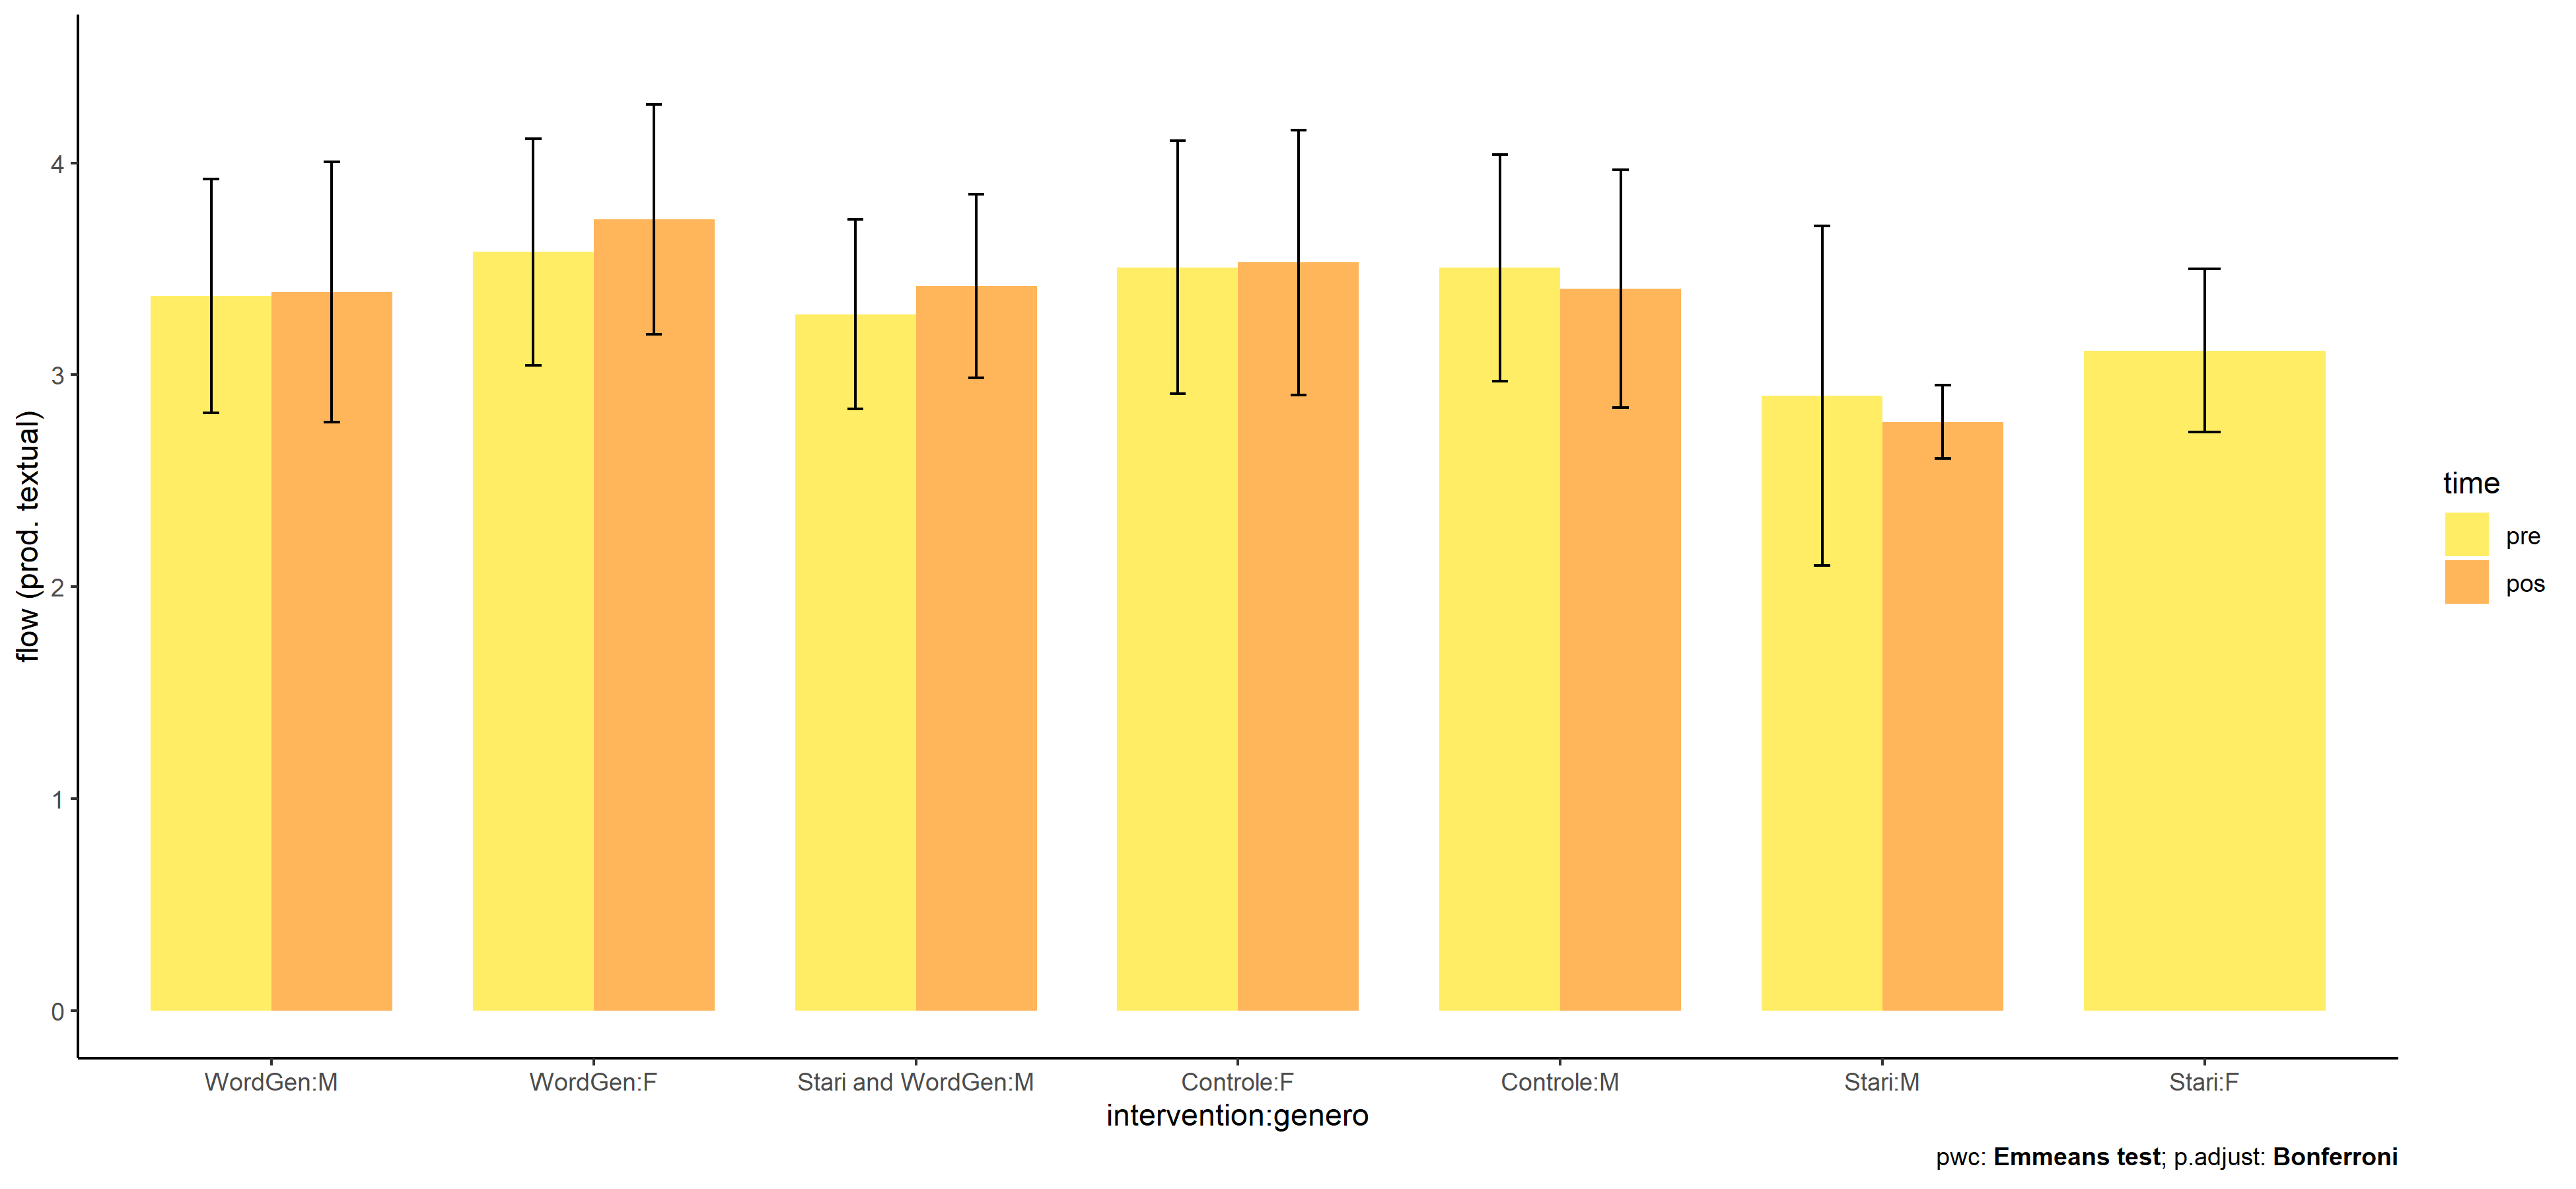 flow (prod. textual)
4
3
2
1
0
WordGen:M
WordGen:F
Stari and WordGen:M
Controle:F
Controle:M
Stari:M
Stari:F
intervention:genero
time
pre
pos
pwc: Emmeans test; p.adjust: Bonferroni